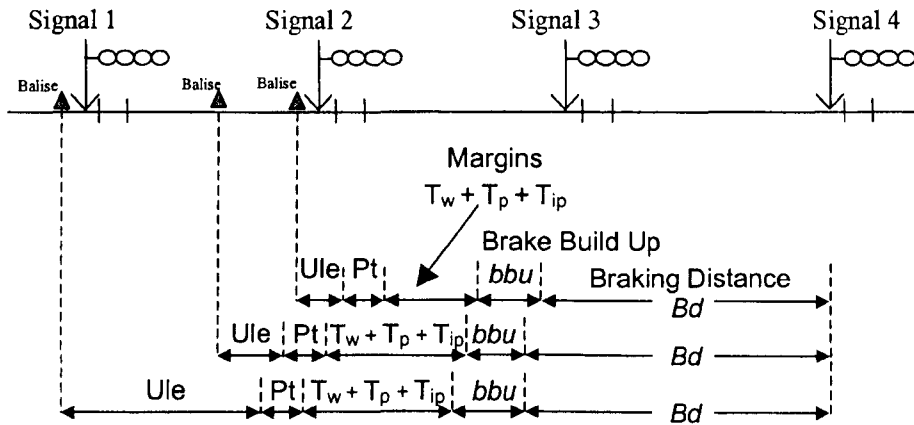 Signal 1 Signal 2 Signal 3 Signal 4
Balise Balise Balise
Margins
Tw + Tp + Tip
Brake Build Up
Ule Pt bbu Braking Distance
Bd
Ule Pt Tw + Tp + Tip bbu Bd
Ule Pt Tw + Tp + Tip bbu Bd